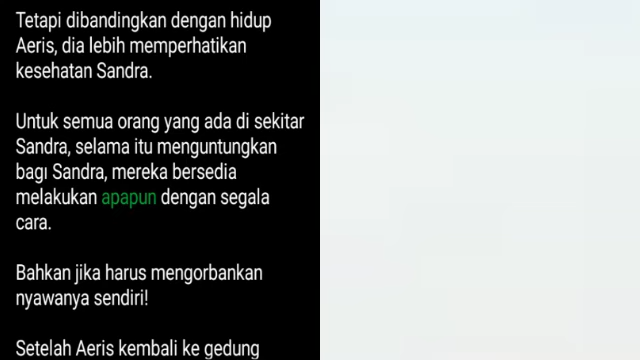 Tetapi dibandingkan dengan hidup
Aeris, dia lebih memperhatikan
kesehatan Sandra.
Untuk semua orang yang ada di sekitar
Sandra, selama itu menguntungkan
bagi Sandra, mereka bersedia
melakukan apapun dengan segala
cara.
Bahkan jika harus mengorbankan
nyawanya sendiri!
Setelah Aeris kembali ke gedung